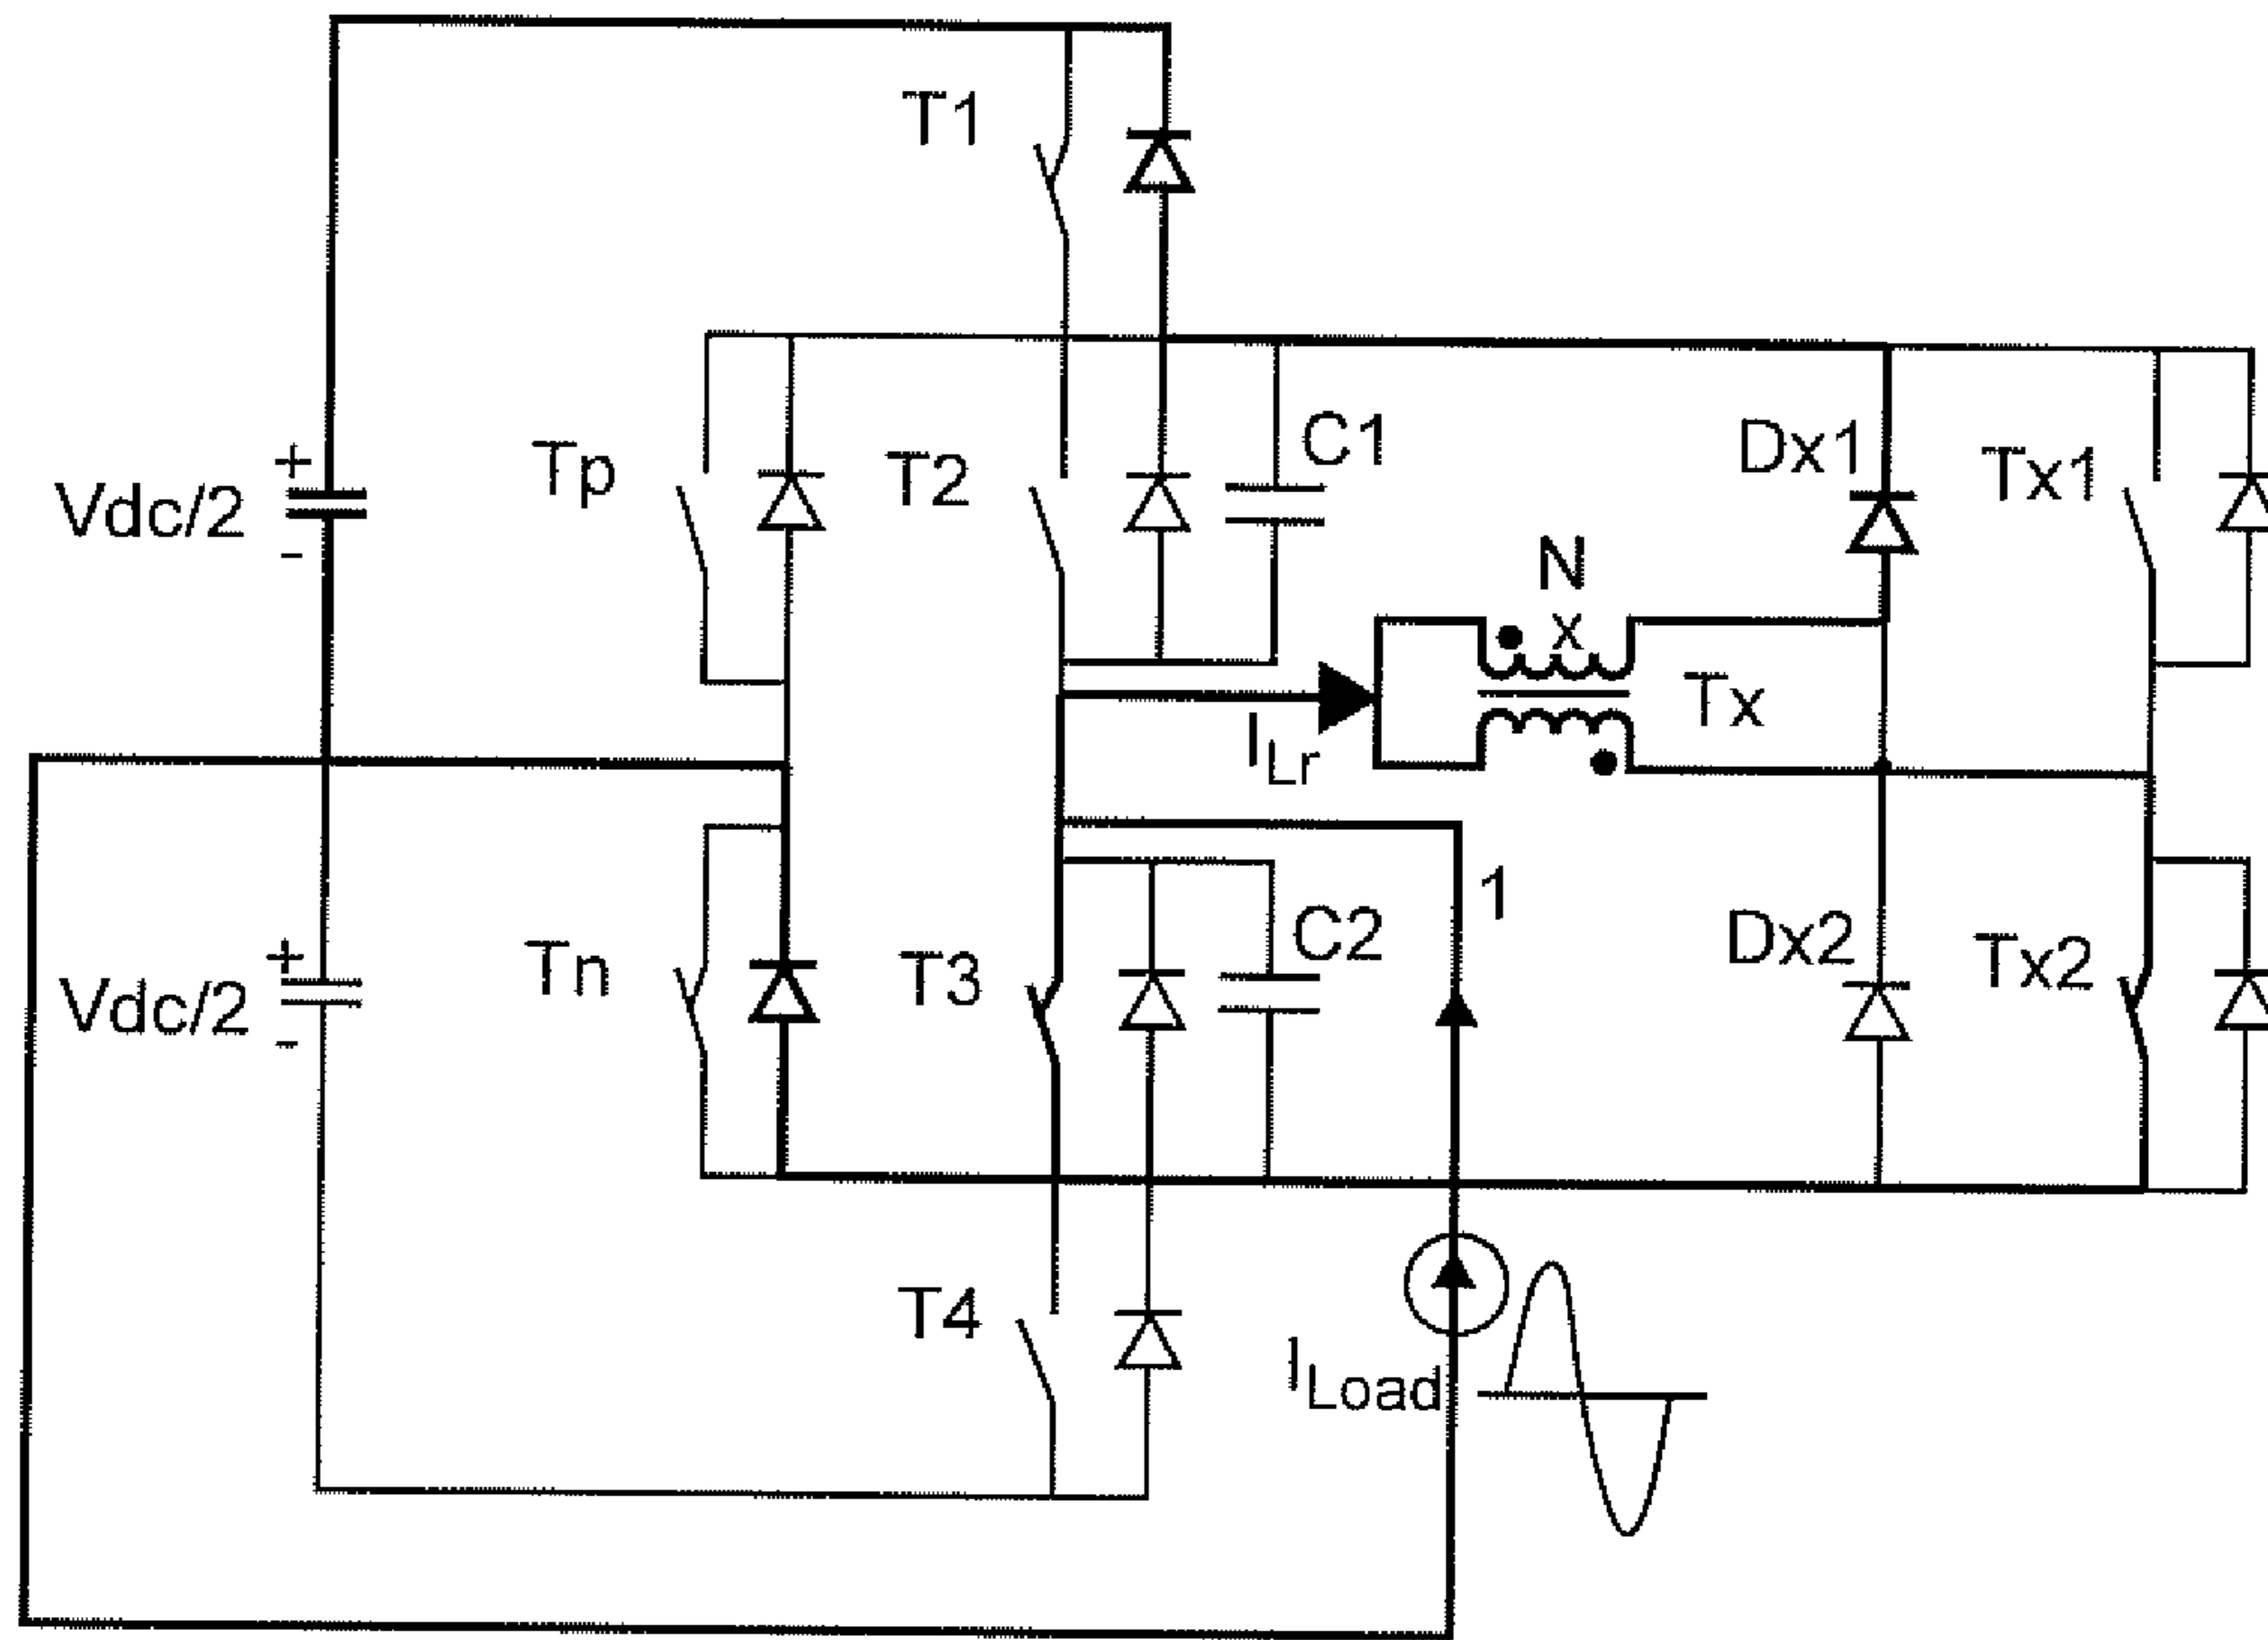 T1
Vdc/2
+
-
Tp
T2
C1
Dx1
Tx1
N
x
Tx
ILr
Vdc/2
+
-
Tn
T3
C2
1
Dx2
Tx2
T4
ILoad